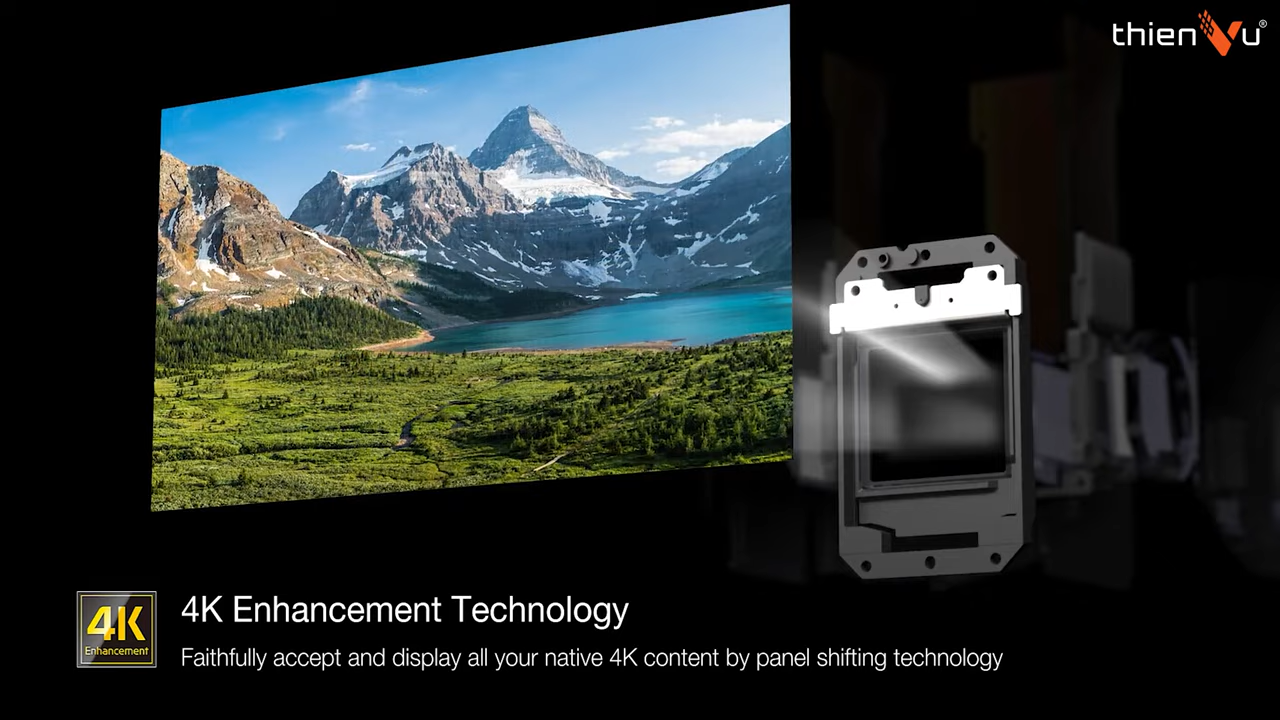 thienVu®
4K
Enhancement
4K Enhancement Technology
Faithfully accept and display all your native 4K content by panel shifting technology